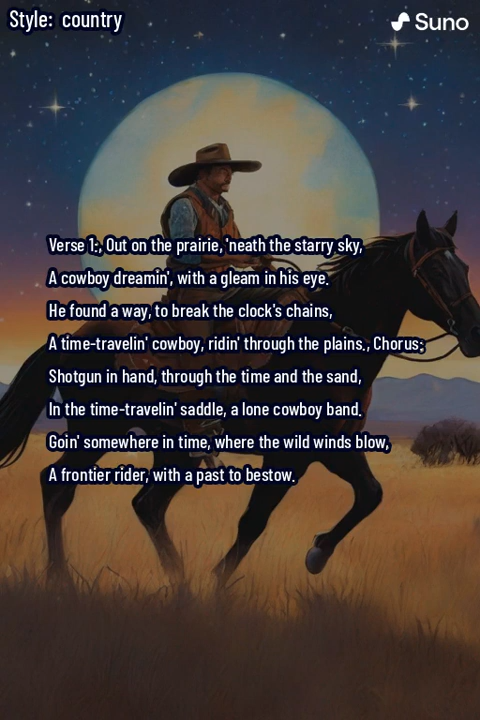 Style: country
Suno
Verse 1:, Out on the prairie, 'neath the starry sky,
A cowboy dreamin', with a gleam in his eye.
He found a way, to break the clock's chains,
A time-travelin' cowboy, ridin' through the plains., Chorus:
Shotgun in hand, through the time and the sand,
In the time-travelin' saddle, a lone cowboy band.
Goin' somewhere in time, where the wild winds blow,
A frontier rider, with a past to bestow.